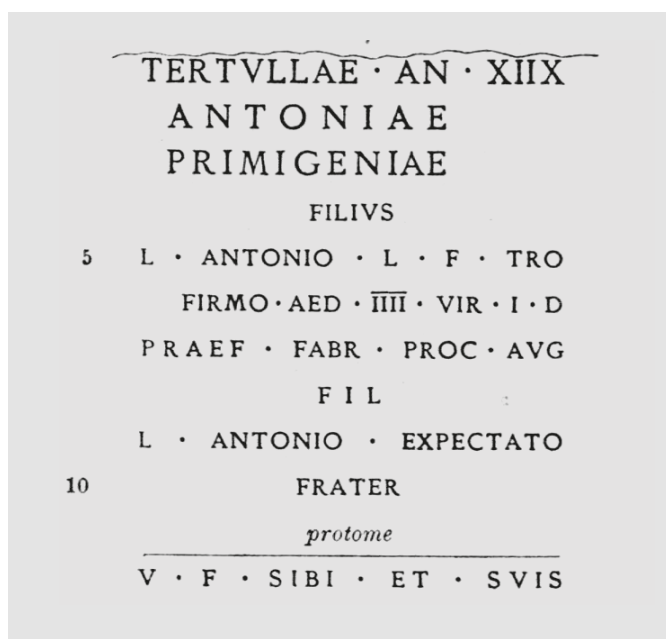 TERTVLLAE · AN · XIIX
ANTONIAE
PRIMIGENIAE
FILIVS
5 L · ANTONIO · L · F · TRO
FIRMO · AED · I̅I̅I̅I̅ · VIR · I · D
PRAEF · FABR · PROC · AVG
FIL
L · ANTONIO · EXPECTATO
10 FRATER
protome
V · F · SIBI · ET · SVIS